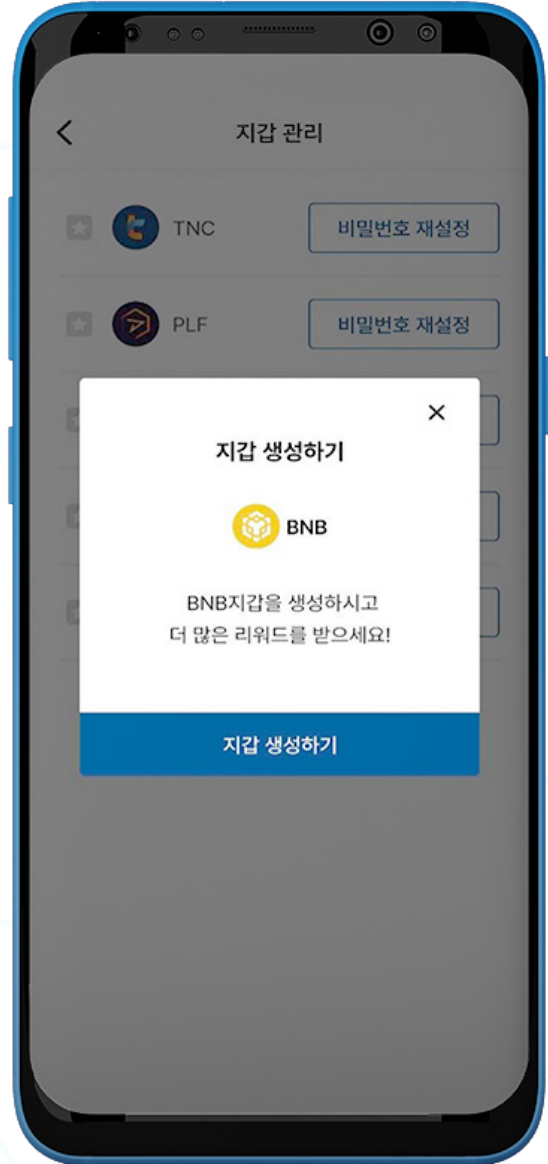 지갑 관리
TNC
비밀번호 재설정
PLF
비밀번호 재설정
지갑 생성하기
BNB
BNB지갑을 생성하시고
더 많은 리워드를 받으세요!
지갑 생성하기